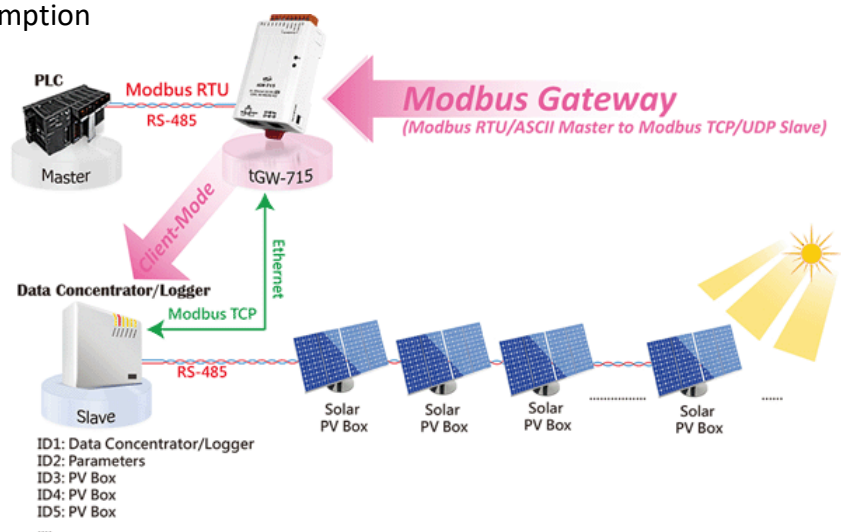 mption
PLC
Modbus RTU
RS-485
Master
tGW-715
Modbus Gateway
(Modbus RTU/ASCII Master to Modbus TCP/UDP Slave)
Client-Mode
Ethernet
Data Concentrator/Logger
Modbus TCP
RS-485
Slave
Solar
PV Box
Solar
PV Box
Solar
PV Box
..................
Solar
PV Box
......
ID1: Data Concentrator/Logger
ID2: Parameters
ID3: PV Box
ID4: PV Box
ID5: PV Box